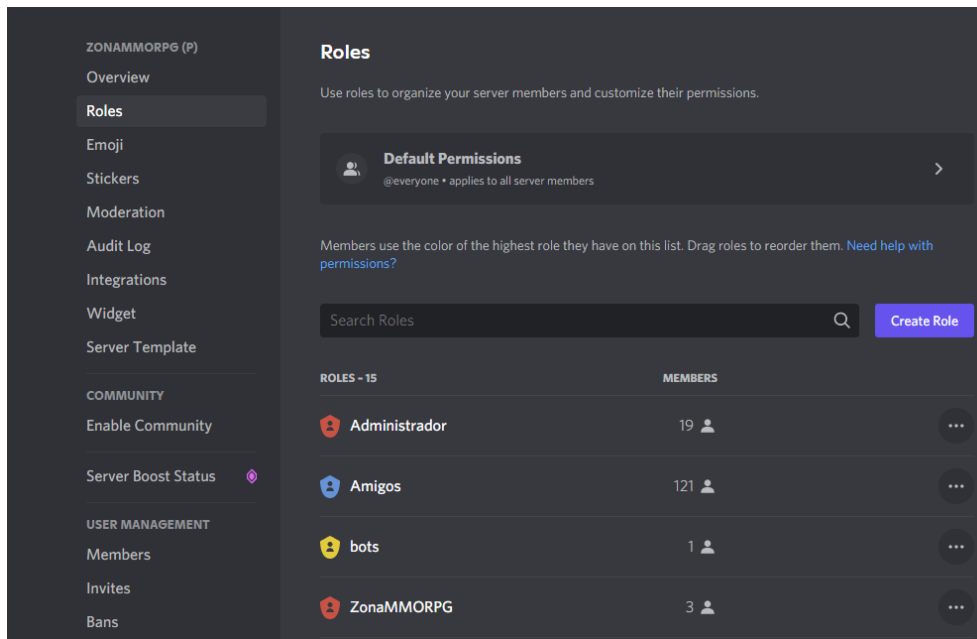 ZONAMMORPG (P)
Overview
Roles
Emoji
Stickers
Moderation
Audit Log
Integrations
Widget
Server Template
COMMUNITY
Enable Community
Server Boost Status
USER MANAGEMENT
Members
Invites
Bans
Roles
Use roles to organize your server members and customize their permissions.
Default Permissions
@everyone • applies to all server members
Members use the color of the highest role they have on this list. Drag roles to reorder them. Need help with
permissions?
Search Roles
Create Role
ROLES – 15 MEMBERS
Administrador 19
Amigos 121
bots 1
ZonaMMORPG 3